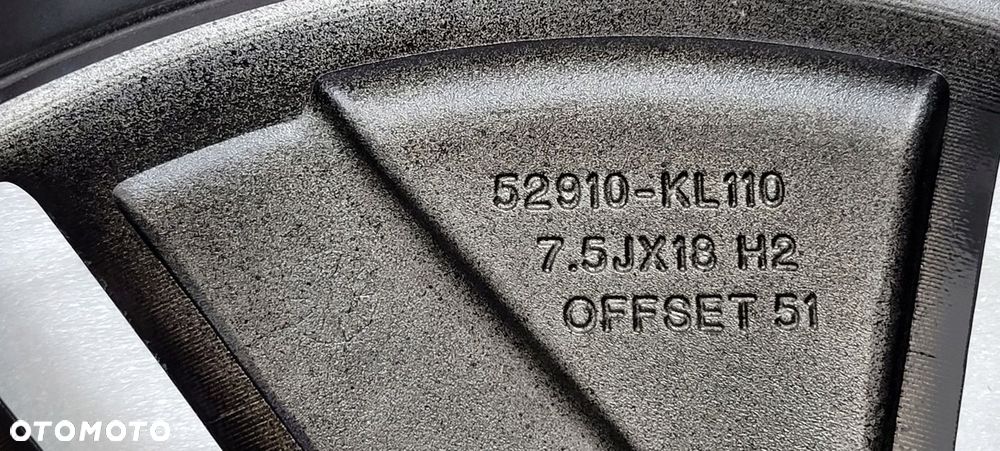 52910-KL110
7.5JX18 H2
OFFSET 51
OTOMOTO